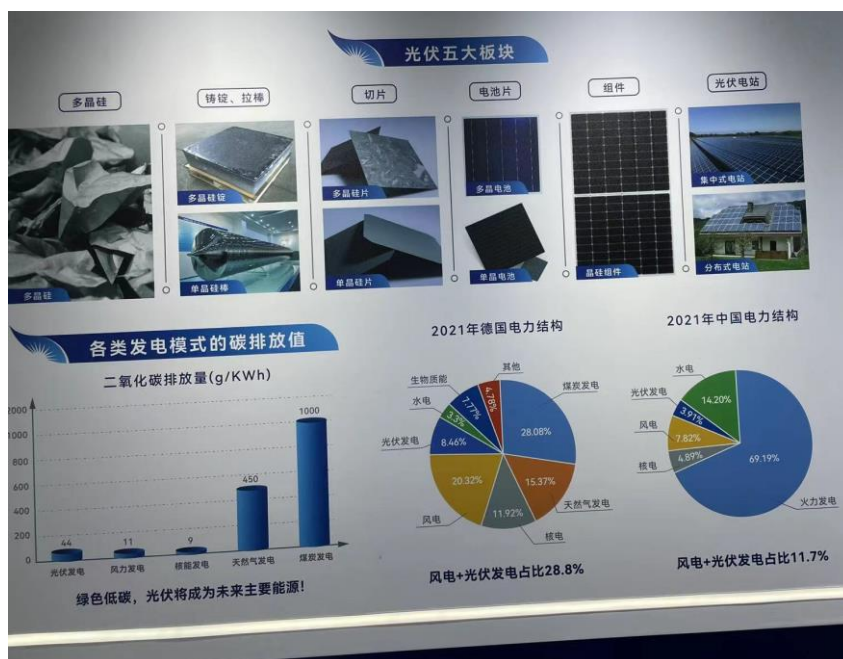 光伏五大板块
多晶硅
铸锭、拉棒
切片
电池片
组件
光伏电站
多晶硅锭
多晶硅片
多晶电池
集中式电站
多晶硅
单晶硅棒
单晶硅片
单晶电池
晶硅组件
分布式电站
各类发电模式的碳排放值
二氧化碳排放量(g/KWh)
2000
1000
800
600
400
200
0
44
11
9
450
1000
光伏发电
风力发电
核能发电
天然气发电
煤炭发电
绿色低碳，光伏将成为未来主要能源!
2021年德国电力结构
其他
4.78%
生物质能
7.77%
水电
3.3%
光伏发电
8.46%
风电
20.32%
核电
11.92%
天然气发电
15.37%
煤炭发电
28.08%
风电+光伏发电占比28.8%
2021年中国电力结构
水电
14.20%
光伏发电
3.91%
风电
7.82%
核电
4.89%
火力发电
69.19%
风电+光伏发电占比11.7%